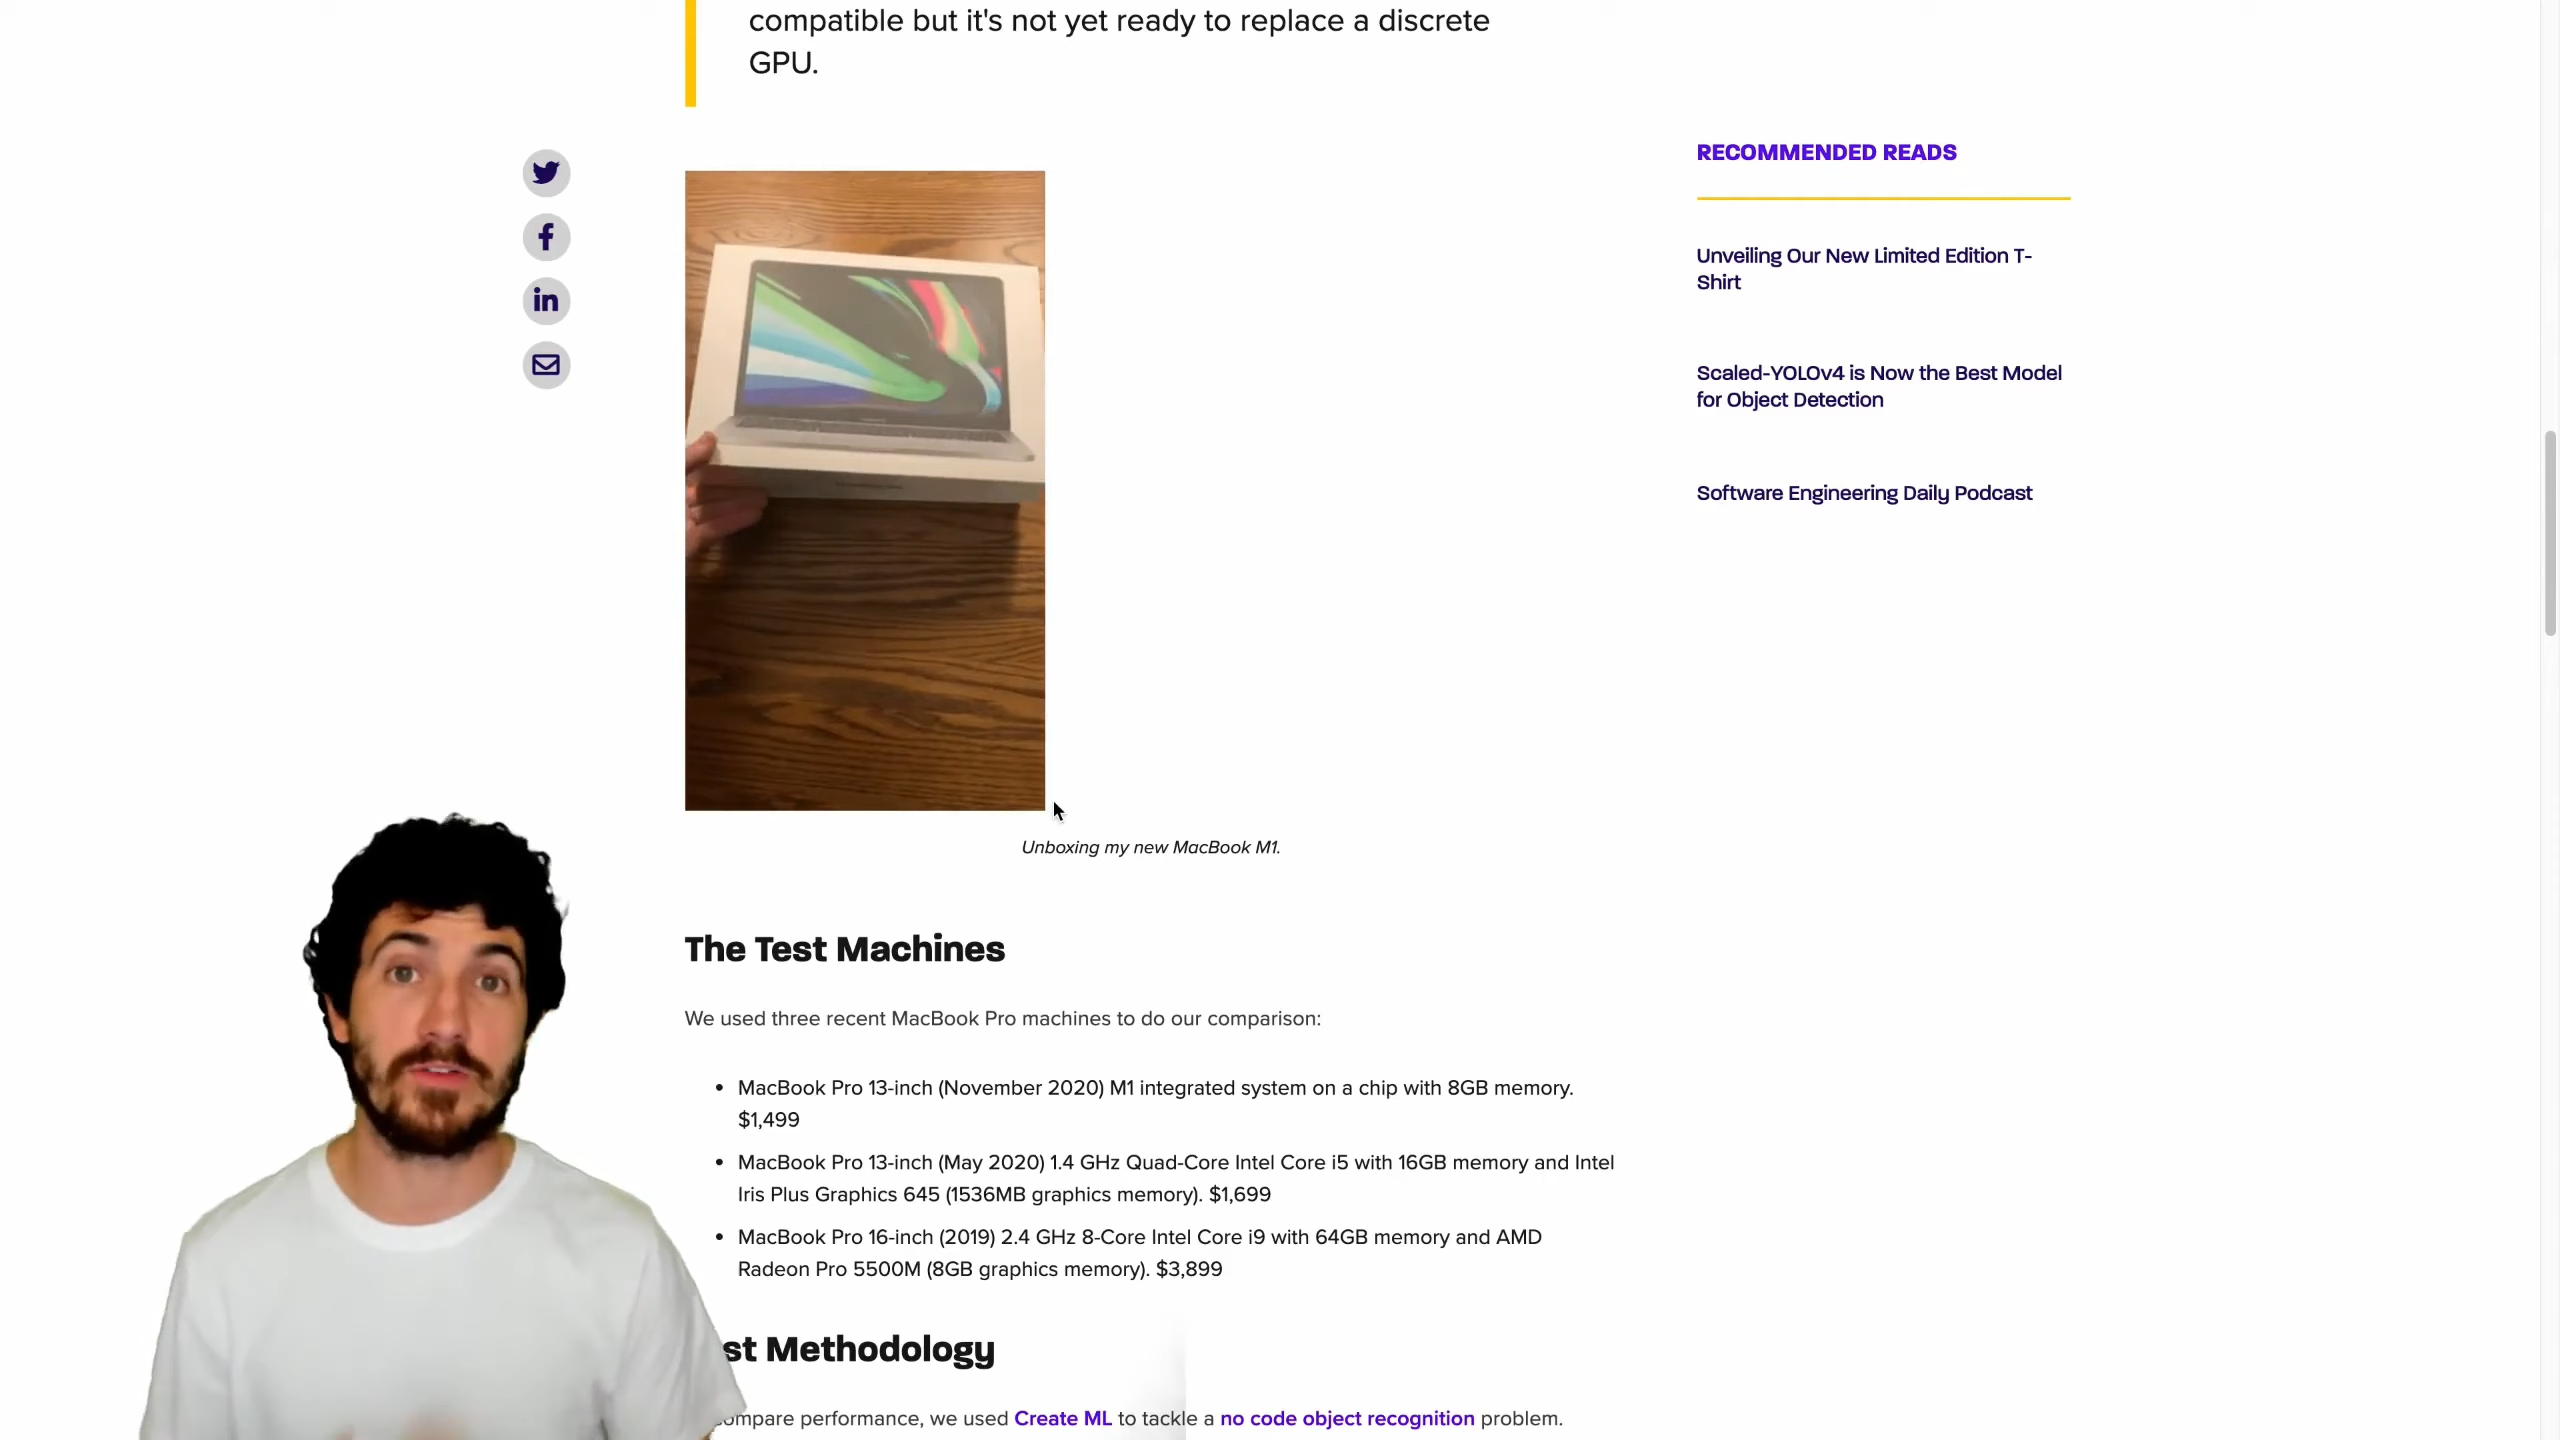 compatible but it's not yet ready to replace a discrete
GPU.
RECOMMENDED READS
Unveiling Our New Limited Edition T-
Shirt
Scaled-YOLOv4 is Now the Best Model
for Object Detection
Software Engineering Daily Podcast
Unboxing my new MacBook M1.
The Test Machines
We used three recent MacBook Pro machines to do our comparison:
• MacBook Pro 13-inch (November 2020) M1 integrated system on a chip with 8GB memory.
$1,499
• MacBook Pro 13-inch (May 2020) 1.4 GHz Quad-Core Intel Core i5 with 16GB memory and Intel
Iris Plus Graphics 645 (1536MB graphics memory). $1,699
• MacBook Pro 16-inch (2019) 2.4 GHz 8-Core Intel Core i9 with 64GB memory and AMD
Radeon Pro 5500M (8GB graphics memory). $3,899
st Methodology
ompare performance, we used Create ML to tackle a no code object recognition problem.